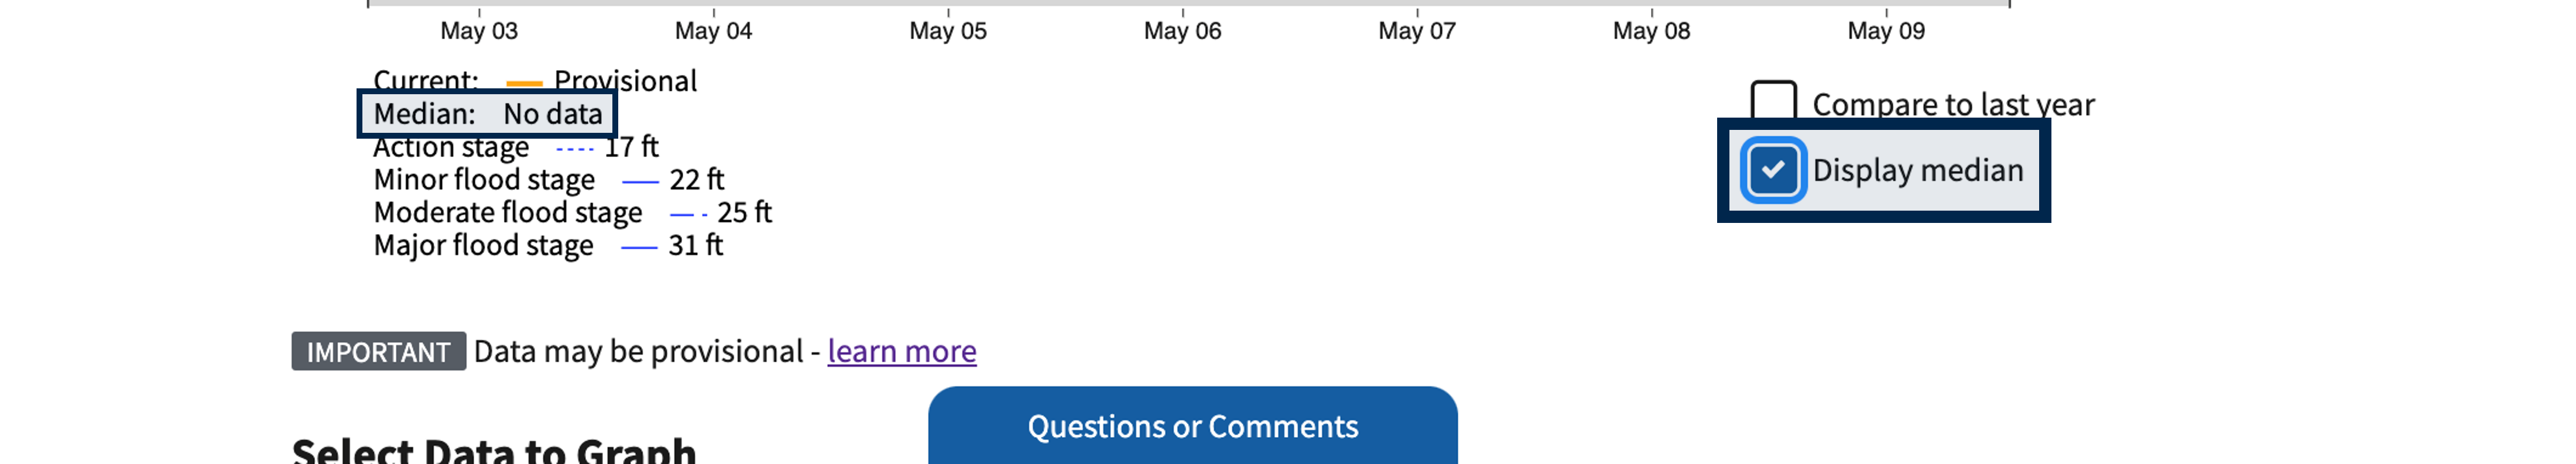 May 03 May 04 May 05 May 06 May 07 May 08 May 09
Current: Provisional
Median: No data
Action stage 17 ft
Minor flood stage 22 ft
Moderate flood stage 25 ft
Major flood stage 31 ft
Compare to last year
Display median
IMPORTANT Data may be provisional - learn more
Questions or Comments
Select Data to Graph